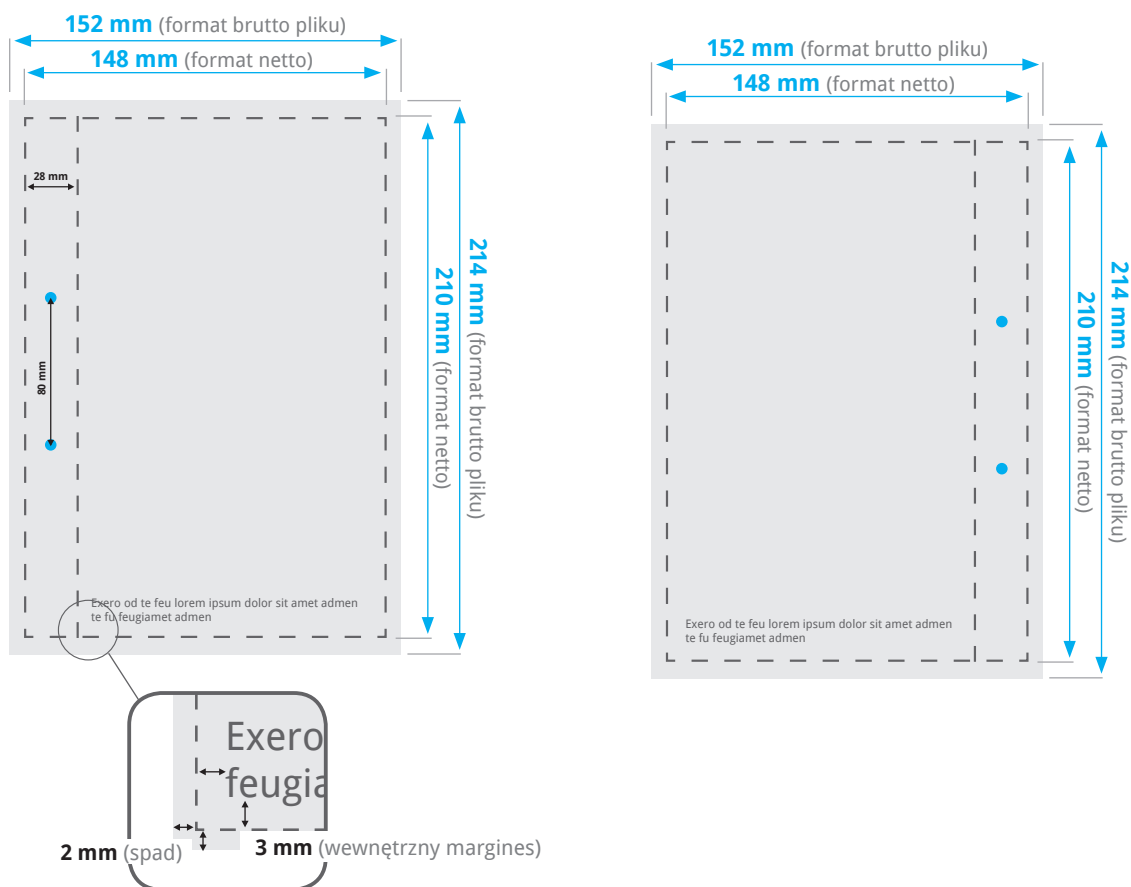 152 mm (format brutto pliku)
148 mm (format netto)
28 mm
80 mm
210 mm (format netto)
214 mm (format brutto pliku)
Exero od te feu lorem ipsum dolor sit amet admen
te fu feugiamet admen
Exero
feugia
2 mm (spad)
3 mm (wewnętrzny margines)
152 mm (format brutto pliku)
148 mm (format netto)
210 mm (format netto)
214 mm (format brutto pliku)
Exero od te feu lorem ipsum dolor sit amet admen
te fu feugiamet admen